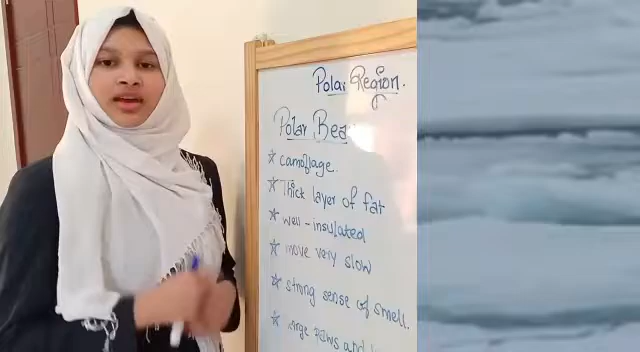 Polar Region.
Polar Bea
☆ camoflage.
☆ Thick layer of fat
☆ well-insulated
☆ move very slow
☆ strong sense of smell.
☆ large paws and